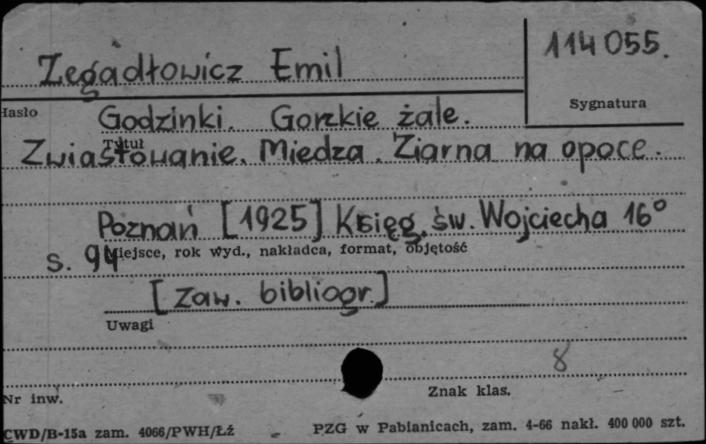 114 055.
Zegadłowicz Emil
Hasło
Sygnatura
Godzinki. Gorzkie żale.
Tytuł
Zwiastowanie. Miedza. Ziarna na opoce.
Poznań [1925] Księg. św. Wojciecha 16°
Miejsce, rok wyd., nakładca, format, objętość
s. 94
[zaw. bibliogr.]
Uwagi
8
Nr inw.
Znak klas.
CWD/B-15a zam. 4066/PWH/Łź
PZG w Pabianicach, zam. 4-66 nakł. 400 000 szt.